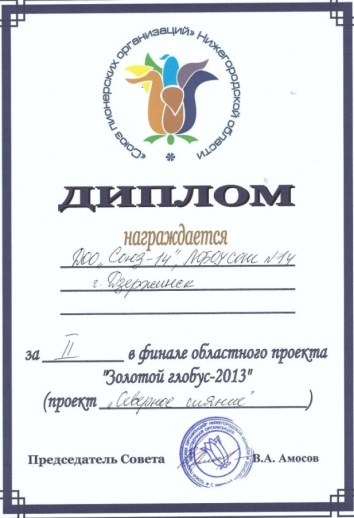 «Союз пионерских организаций» Нижегородской области
ДИПЛОМ
награждается
ДОО „Союз-14", МБОУСОШ №14
г. Дзержинск
за II в финале областного проекта
"Золотой глобус-2013"
(проект „Северное сияние")
Председатель Совета В.А. Амосов